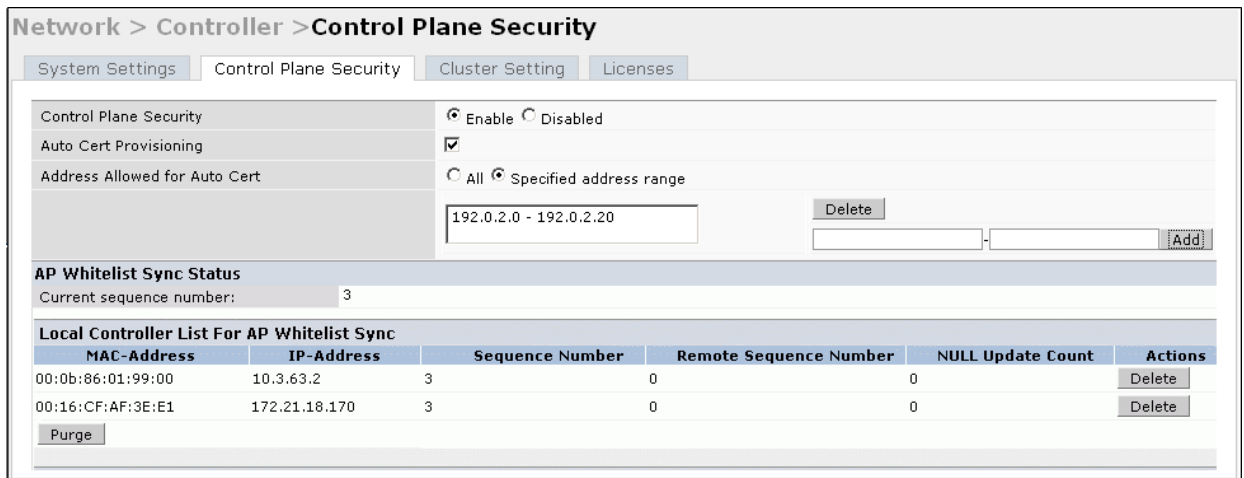 Network > Controller >Control Plane Security
System Settings Control Plane Security Cluster Setting Licenses
Control Plane Security Enable Disabled
Auto Cert Provisioning
Address Allowed for Auto Cert All Specified address range
192.0.2.0 - 192.0.2.20 Delete
- Add
AP Whitelist Sync Status
Current sequence number: 3
Local Controller List For AP Whitelist Sync
MAC-Address IP-Address Sequence Number Remote Sequence Number NULL Update Count Actions
00:0b:86:01:99:00 10.3.63.2 3 0 0 Delete
00:16:CF:AF:3E:E1 172.21.18.170 3 0 0 Delete
Purge